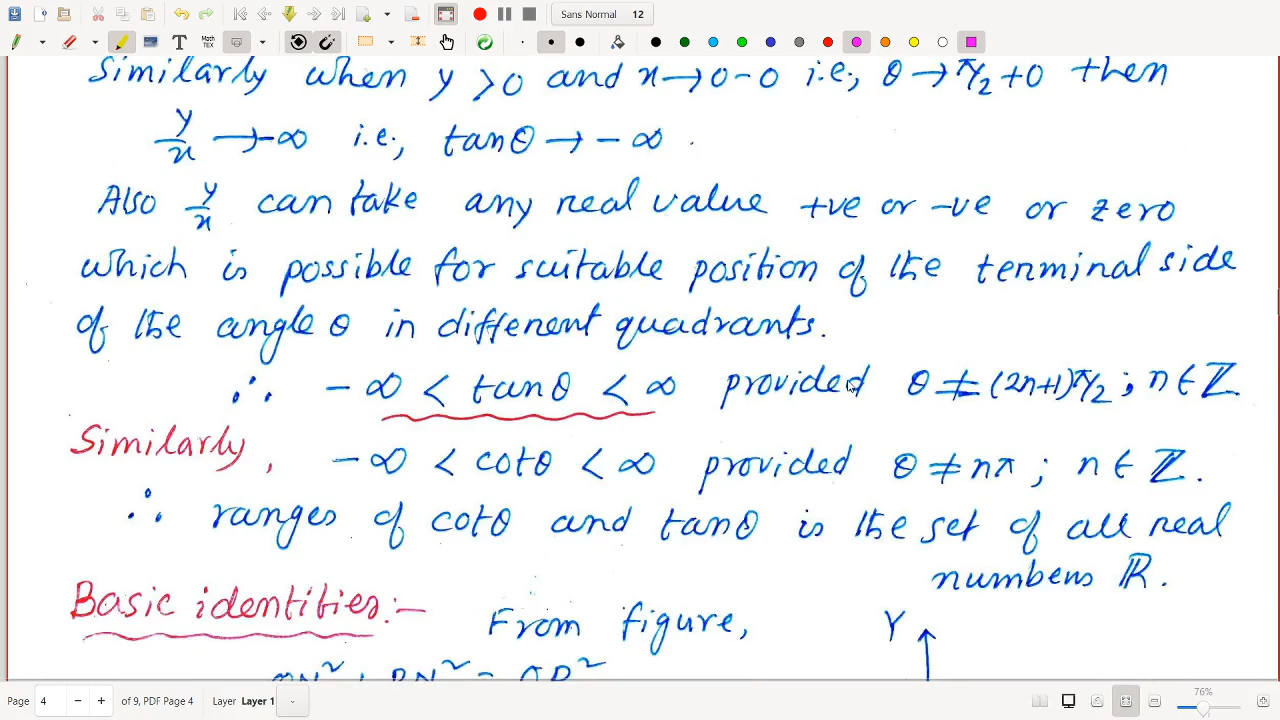 Sans Normal 12
Math TEX
Similarly when y > 0 and x → 0-0 i.e., θ → π/2 + 0 then
y/x → -∞ i.e., tanθ → - ∞ .
Also y/x can take any real value +ve or -ve or zero
which is possible for suitable position of the terminal side
of the angle θ in different quadrants.
∴ - ∞ < tanθ < ∞ provided θ ≠ (2n+1)π/2 ; n ∈ ℤ.
Similarly, - ∞ < cotθ < ∞ provided θ ≠ nπ ; n ∈ ℤ.
∴ ranges of cotθ and tanθ is the set of all real
numbers ℝ.
Basic identities:- From figure,
Y
Page 4 of 9, PDF Page 4 Layer Layer 1 76%